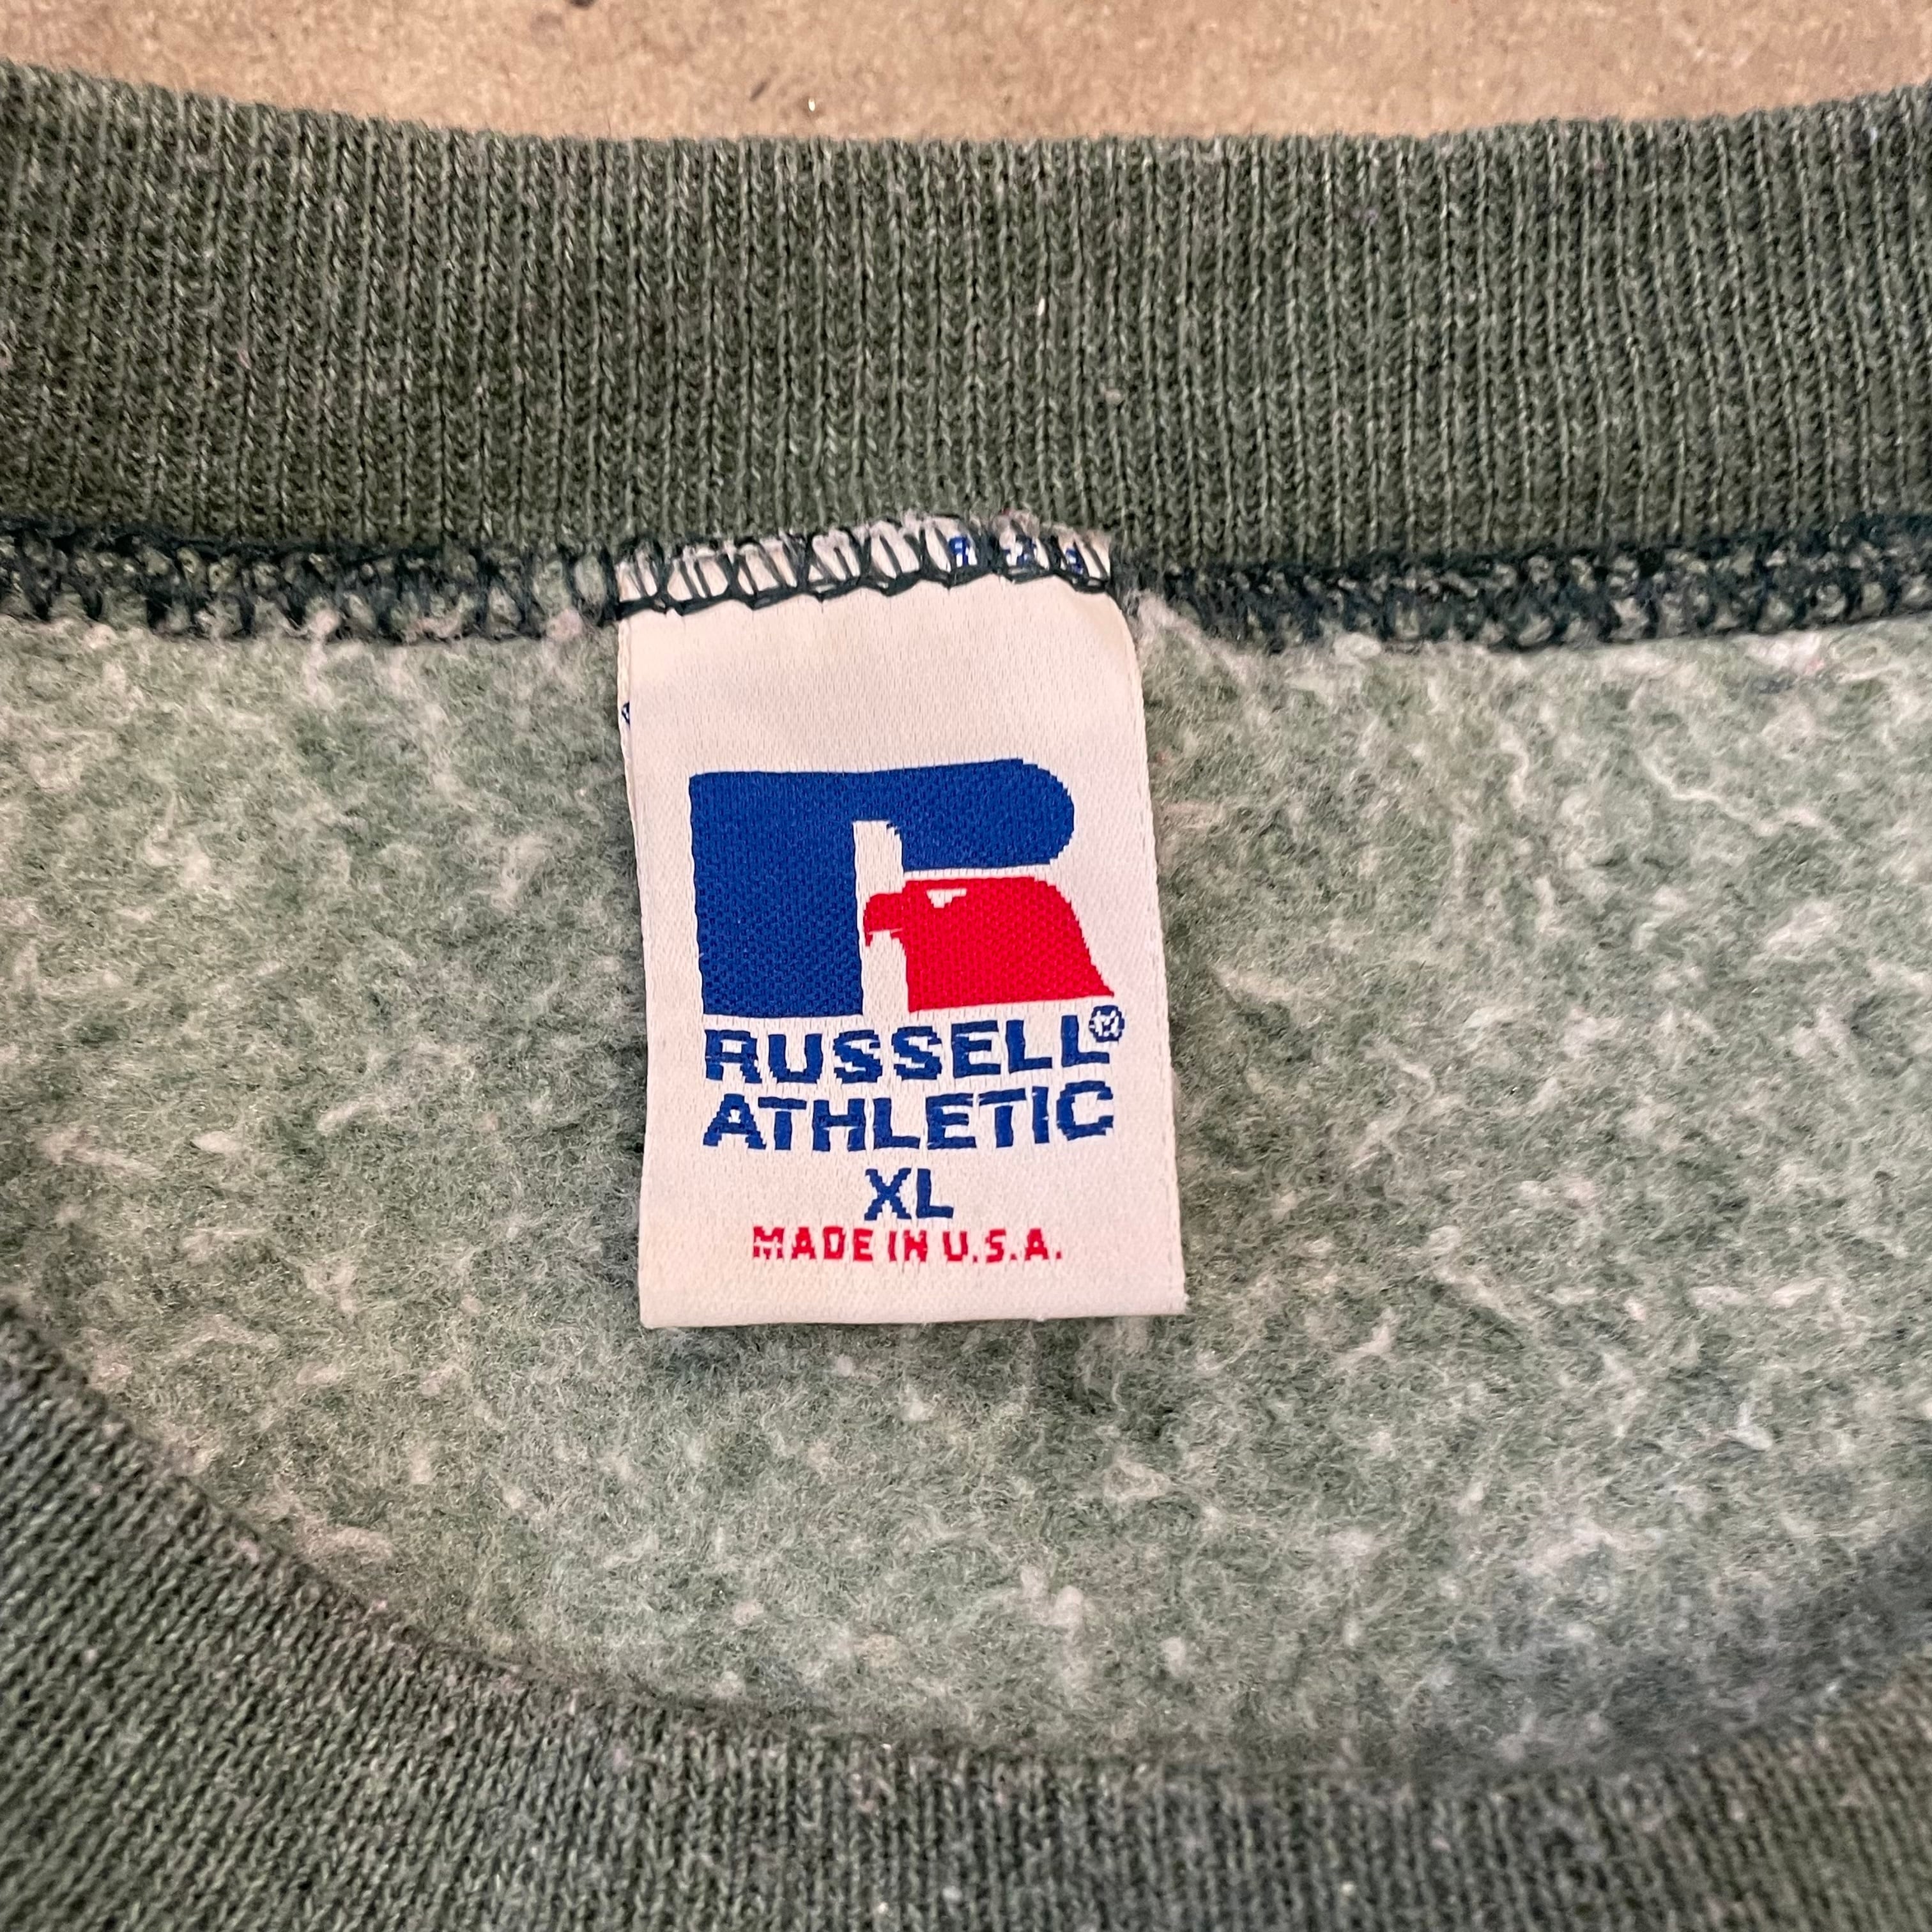 RUSSELL®
ATHLETIC
XL
MADE IN U.S.A.